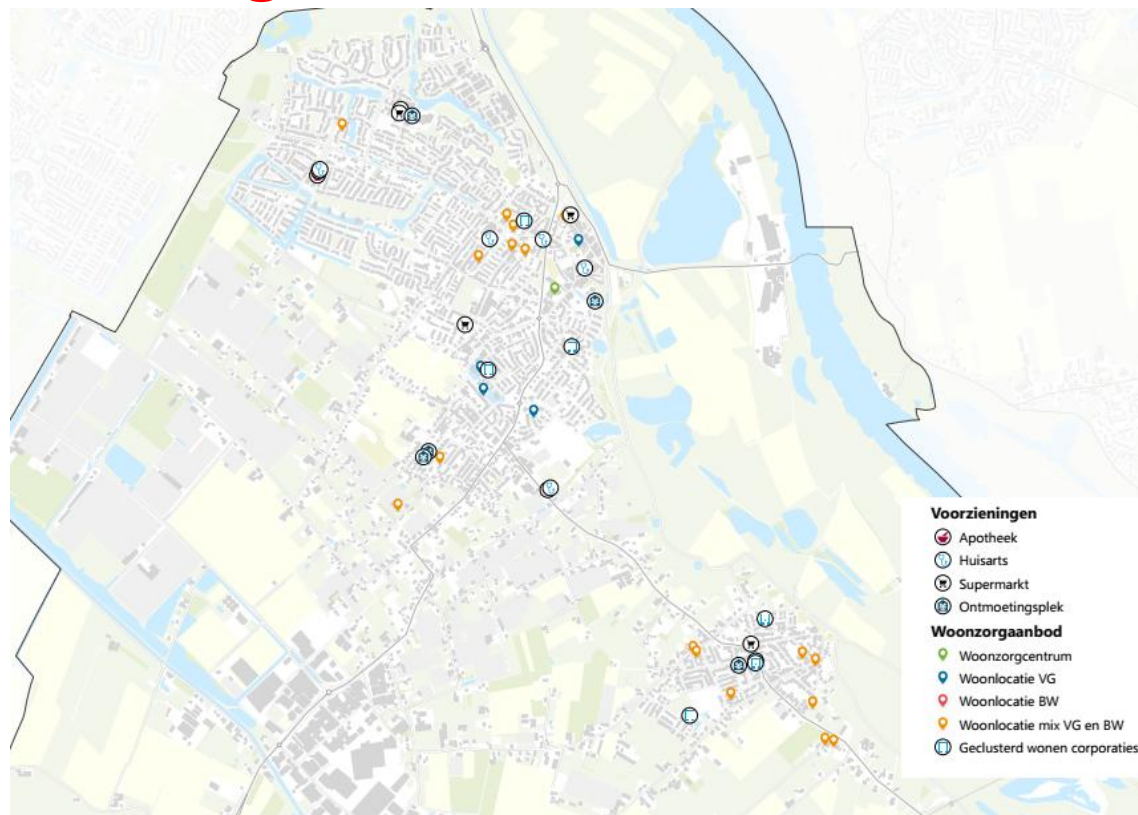 Voorzieningen
Apotheek
Huisarts
Supermarkt
Ontmoetingsplek
Woonzorgaanbod
Woonzorgcentrum
Woonlocatie VG
Woonlocatie BW
Woonlocatie mix VG en BW
Geclusterd wonen corporaties